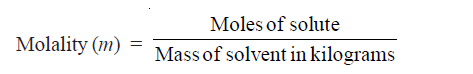 Molality (m) = Moles of solute
Mass of solvent in kilograms